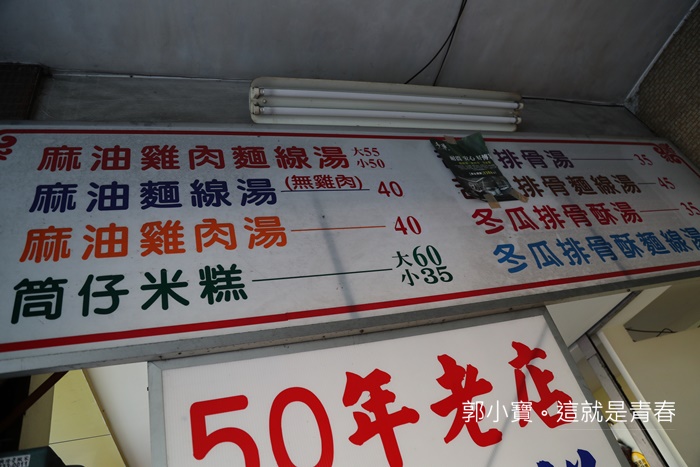 麻油雞肉麵線湯 大55 小50
麻油麵線湯(無雞肉) 40
麻油雞肉湯 40
筒仔米糕 大60 小35
排骨湯 35
排骨麵線湯 45
冬瓜排骨酥湯 35
冬瓜排骨酥麵線湯
50年老店
郭小寶。這就是青春